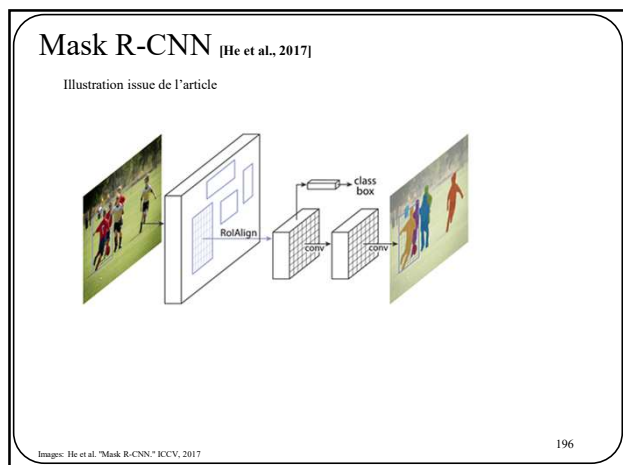 Mask R-CNN [He et al., 2017]
Illustration issue de l’article
class
box
RoIAlign
conv
conv
196
Images: He et al. "Mask R-CNN." ICCV, 2017